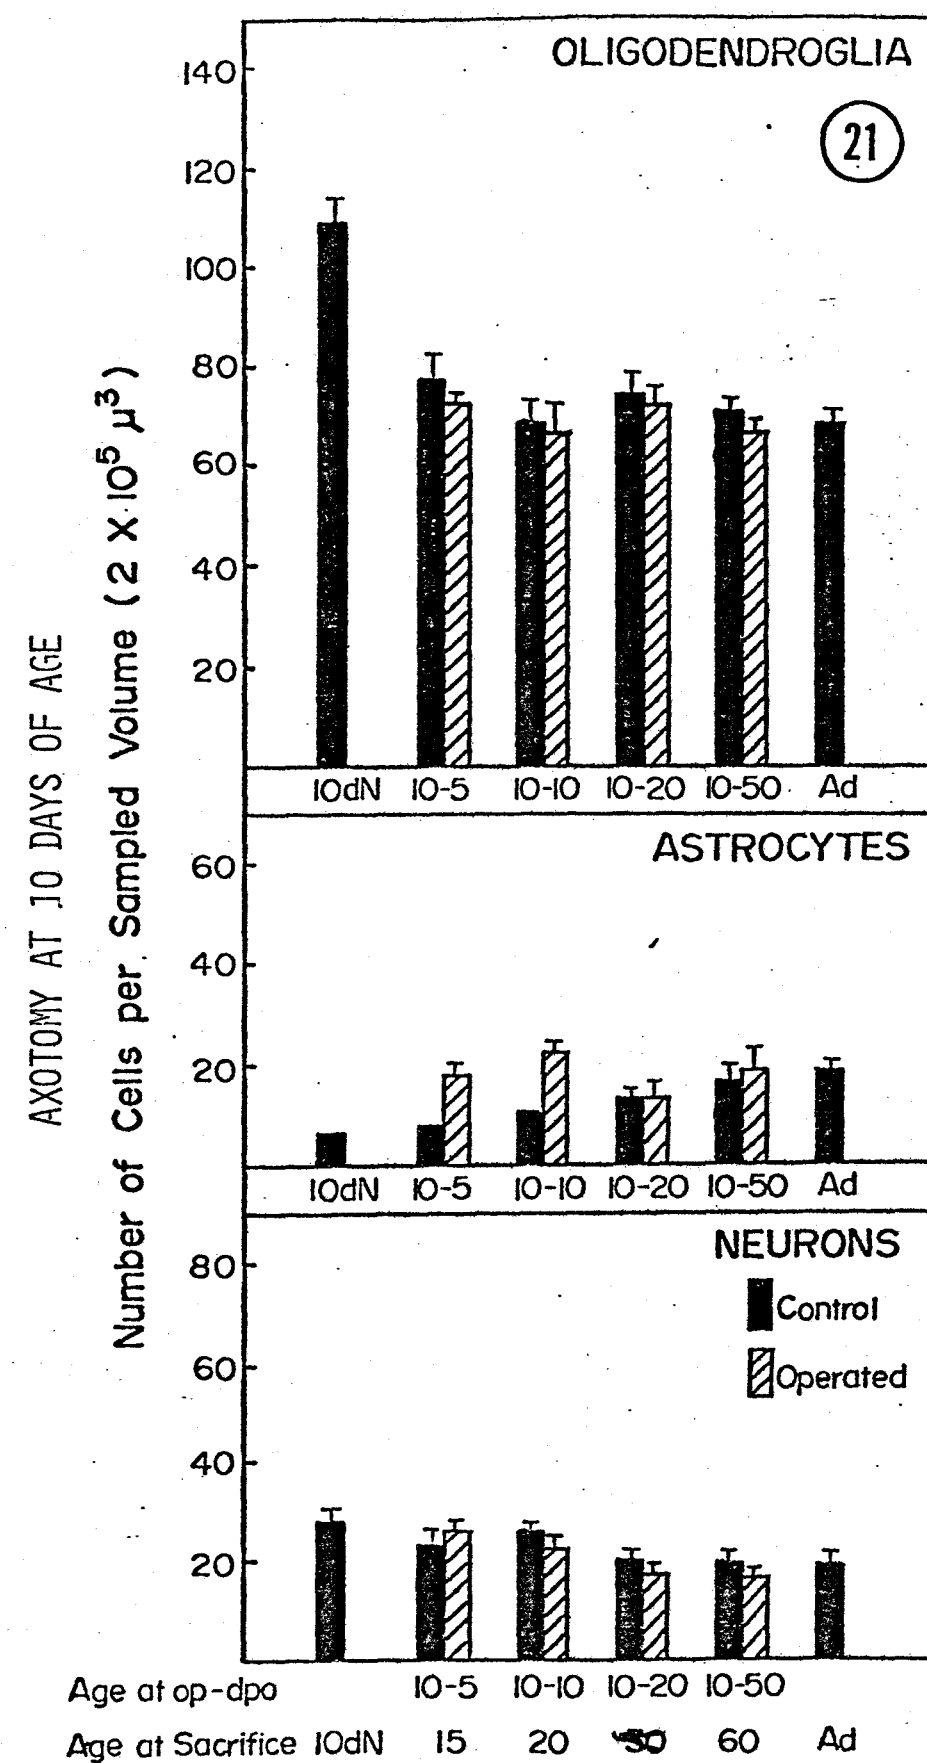 AXOTOMY AT 10 DAYS OF AGE
Number of Cells per Sampled Volume (2 X 10⁵ μ³)
OLIGODENDROGLIA
21
140
120
100
80
60
40
20
10dN 10-5 10-10 10-20 10-50 Ad
ASTROCYTES
60
40
20
10dN 10-5 10-10 10-20 10-50 Ad
NEURONS
Control
Operated
80
60
40
20
Age at op-dpo 10-5 10-10 10-20 10-50
Age at Sacrifice 10dN 15 20 60 Ad